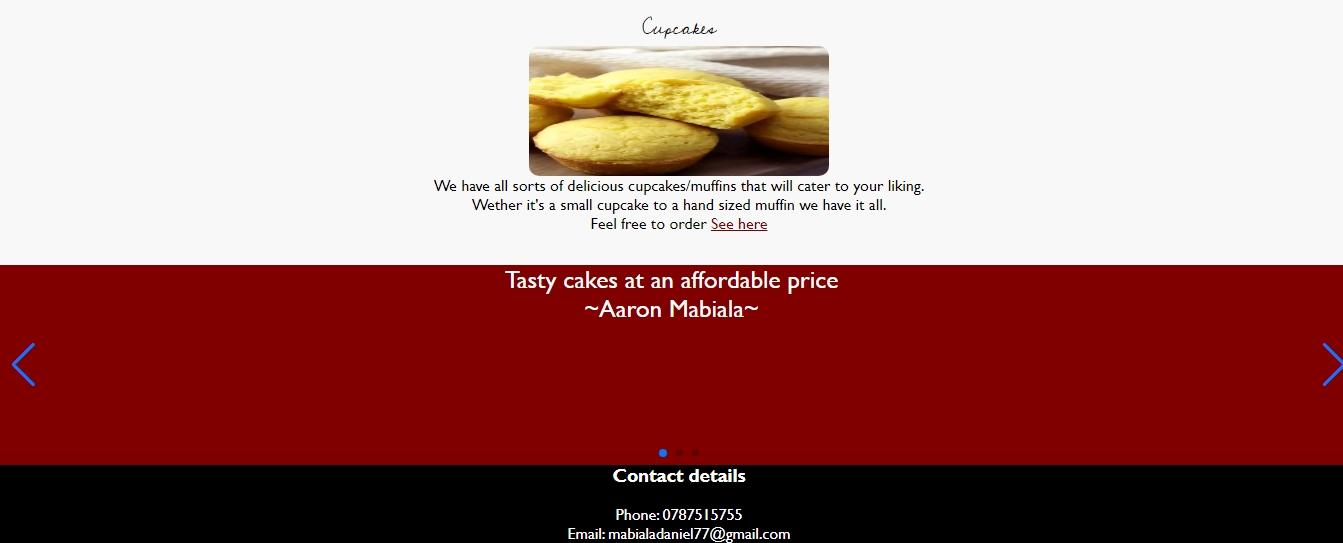 Cupcakes
We have all sorts of delicious cupcakes/muffins that will cater to your liking.
Wether it's a small cupcake to a hand sized muffin we have it all.
Feel free to order See here
Tasty cakes at an affordable price
~Aaron Mabiala~
Contact details
Phone: 0787515755
Email: mabialadaniel77@gmail.com